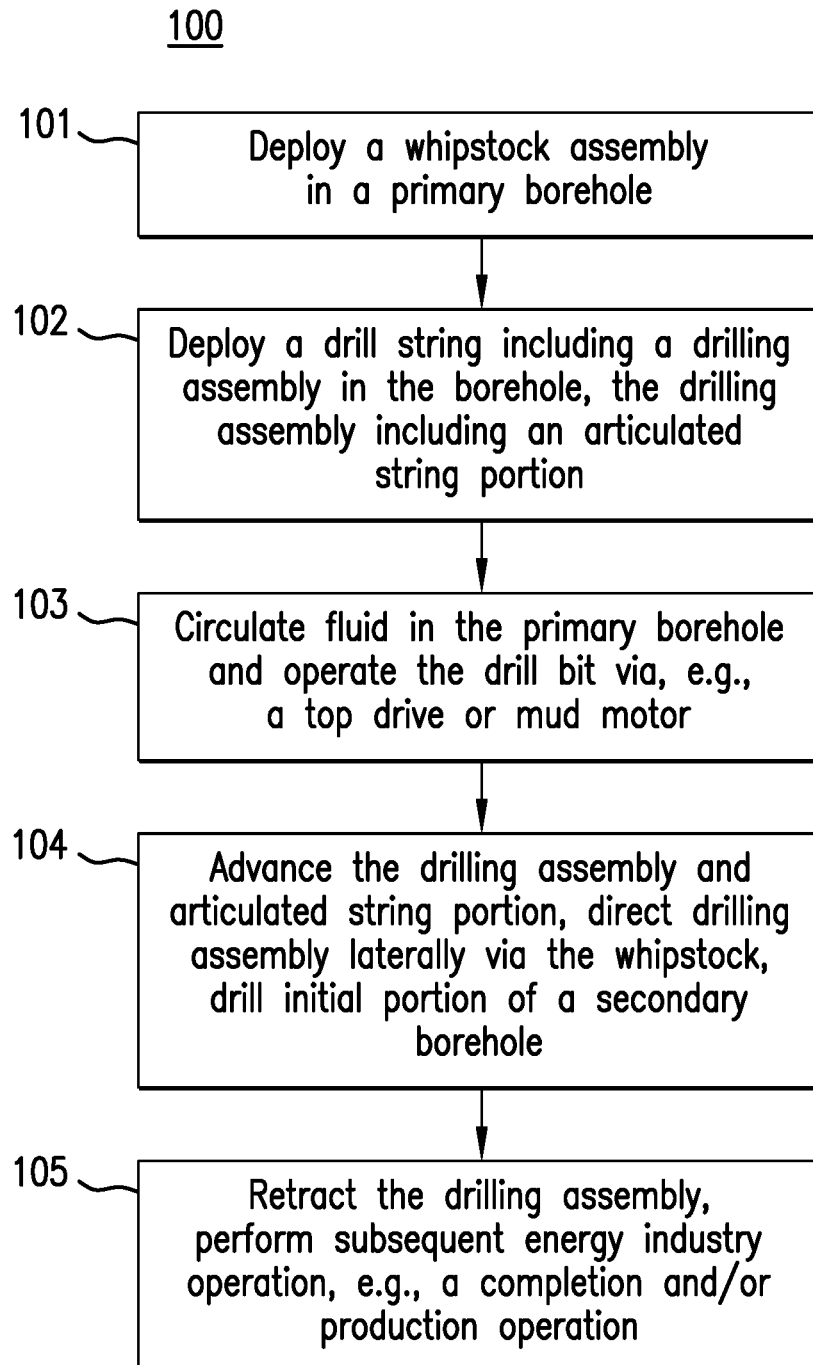 100
101
Deploy a whipstock assembly
in a primary borehole
102
Deploy a drill string including a drilling
assembly in the borehole, the drilling
assembly including an articulated
string portion
103
Circulate fluid in the primary borehole
and operate the drill bit via, e.g.,
a top drive or mud motor
104
Advance the drilling assembly and
articulated string portion, direct drilling
assembly laterally via the whipstock,
drill initial portion of a secondary
borehole
105
Retract the drilling assembly,
perform subsequent energy industry
operation, e.g., a completion and/or
production operation